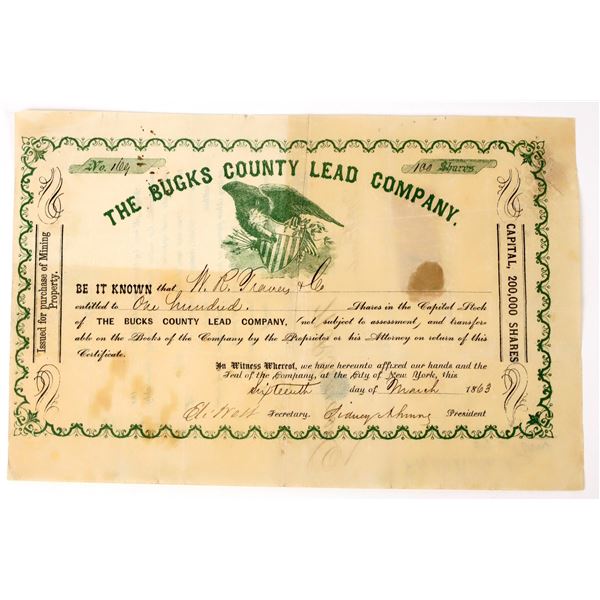 No. 169
100 Shares
THE BUCKS COUNTY LEAD COMPANY.
Issued for purchase of Mining
Property.
CAPITAL, 200,000 SHARES
BE IT KNOWN that W. R. Travers & Co
entitled to One hundred. Shares in the Capital Stock
of THE BUCKS COUNTY LEAD COMPANY, (not subject to assessment, and transfer-
able on the Books of the Company by the Proprietor or his Attorney on return of this
Certificate.
In Witness Whereof, we have hereunto affixed our hands and the
Seal of the Company, at the City of New York, this
Sixteenth day of March 1863
Secretary. President